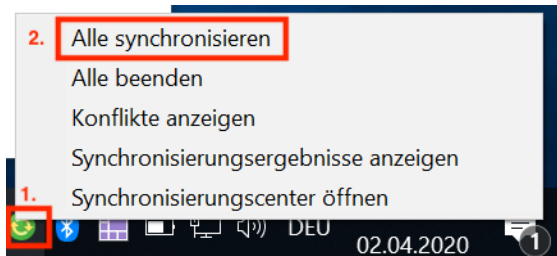 2. Alle synchronisieren
Alle beenden
Konflikte anzeigen
Synchronisierungsergebnisse anzeigen
1. Synchronisierungscenter öffnen
DEU
02.04.2020
1